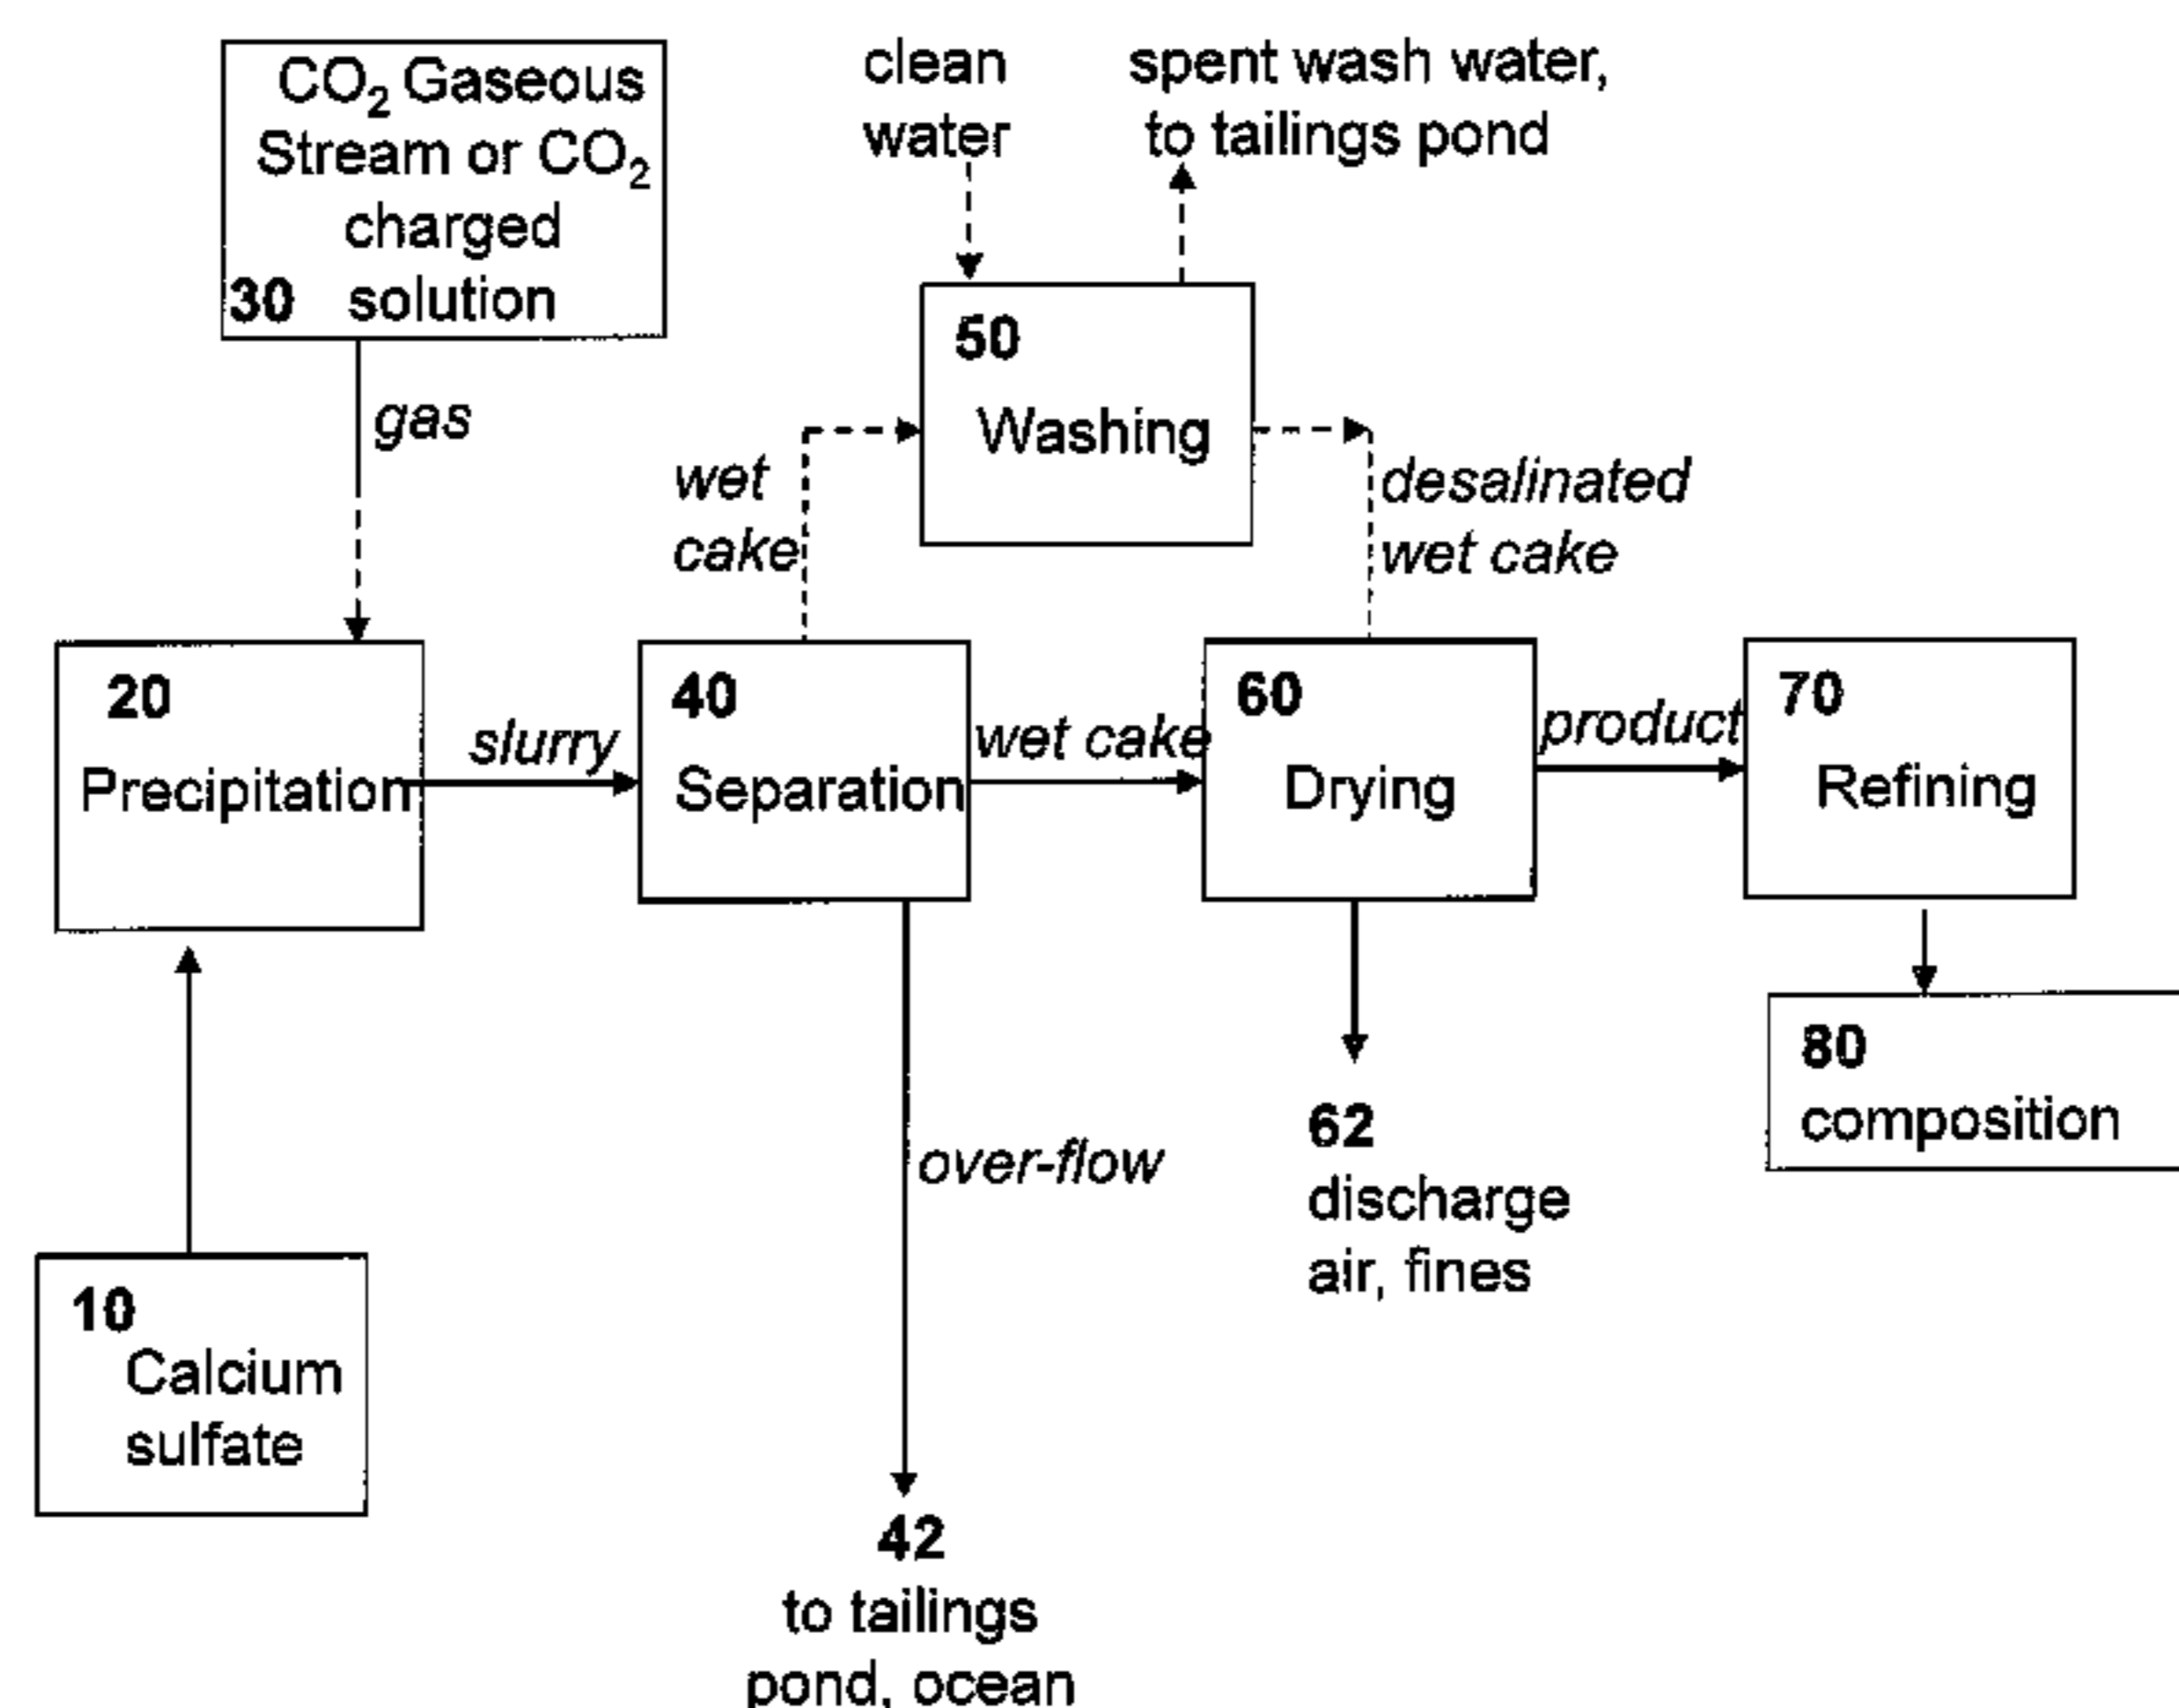 CO₂ Gaseous
Stream or CO₂
charged
30 solution
gas
clean
water
spent wash water,
to tailings pond
50
Washing
wet
cake
desalinated
wet cake
20
Precipitation
slurry
40
Separation
wet cake
60
Drying
product
70
Refining
80
composition
over-flow
62
discharge
air, fines
10
Calcium
sulfate
42
to tailings
pond, ocean